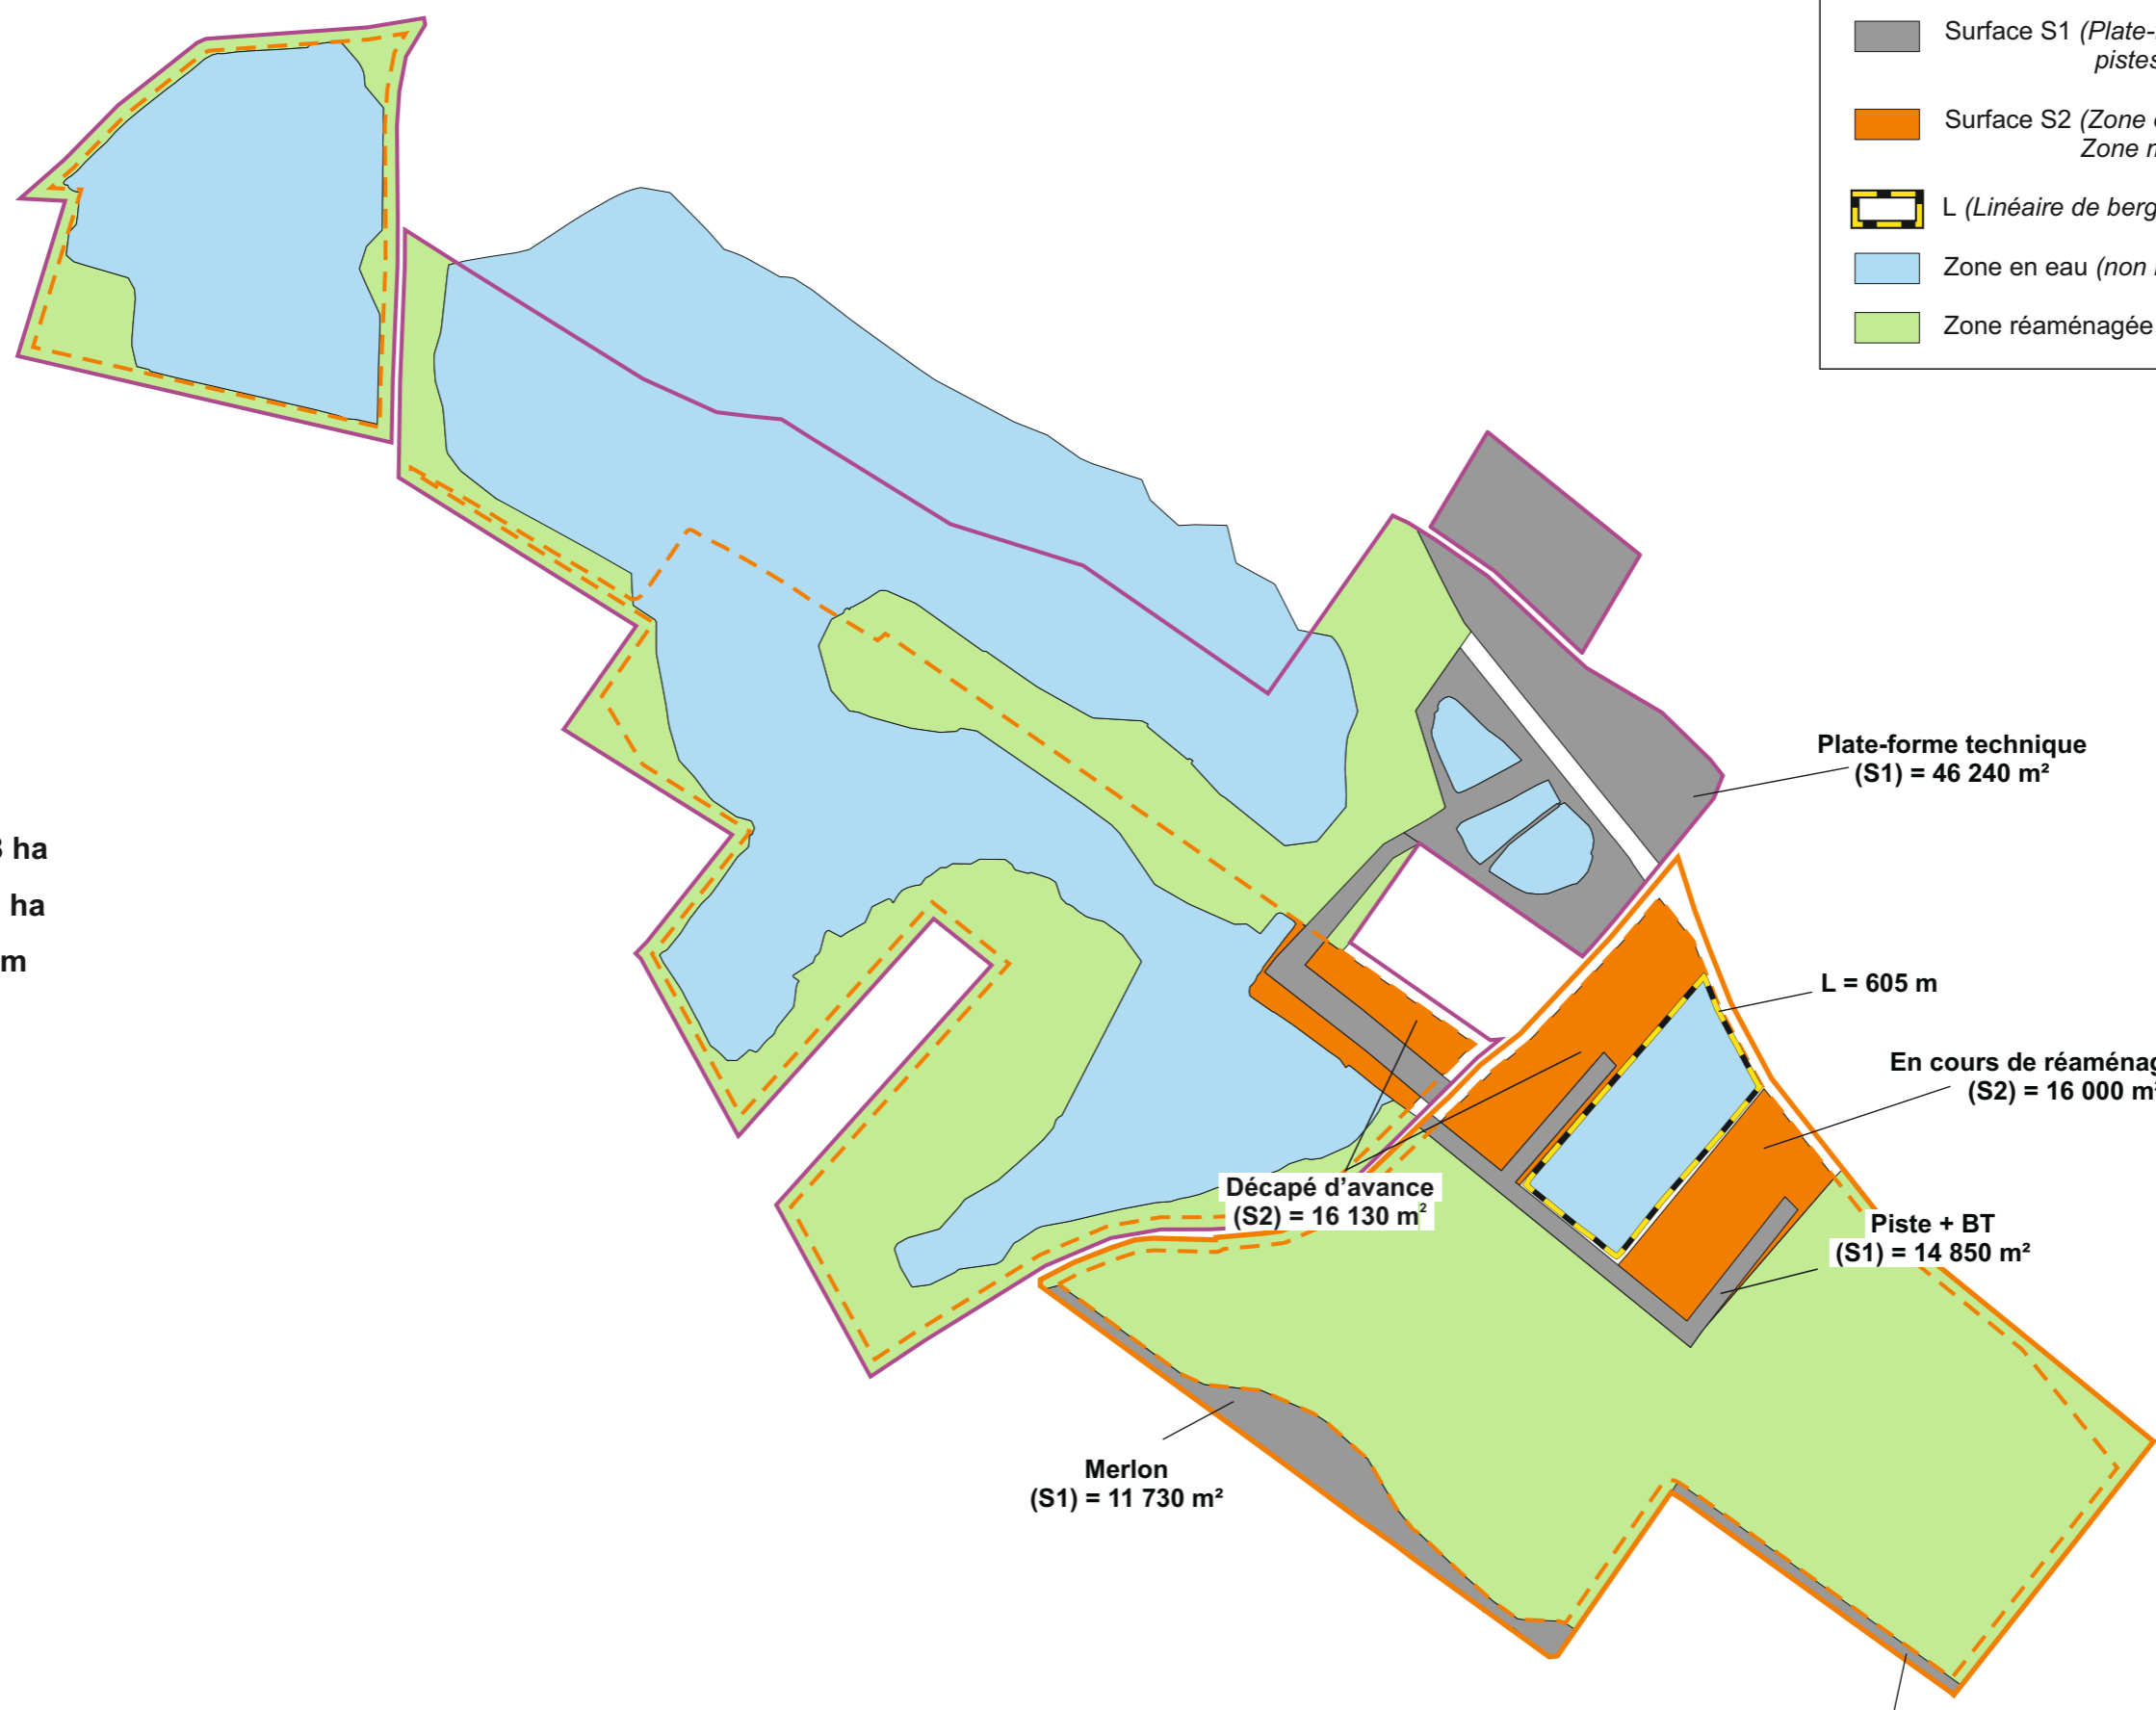 Surface S1 (Plate-
pistes
Surface S2 (Zone
Zone
L (Linéaire de berg
Zone en eau (non
Zone réaménagée
Plate-forme technique
(S1) = 46 240 m²
ha
ha
m
L = 605 m
En cours de réaménag
(S2) = 16 000 m²
Décapé d’avance
(S2) = 16 130 m²
Piste + BT
(S1) = 14 850 m²
Merlon
(S1) = 11 730 m²